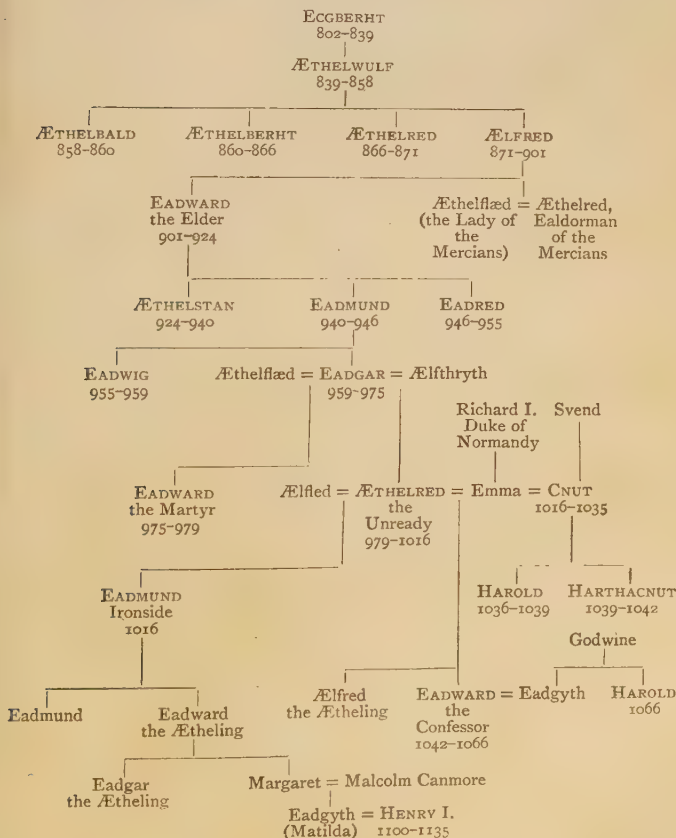 ECGBERHT
802-839
ÆTHELWULF
839-858
ÆTHELBALD ÆTHELBERHT ÆTHELRED ÆLFRED
858-860 860-866 866-871 871-901
EADWARD
the Elder
901-924
Æthelflæd = Æthelred,
(the Lady of Ealdorman
the of the
Mercians) Mercians
ÆTHELSTAN EADMUND EADRED
924-940 940-946 946-955
EADWIG Æthelflæd = EADGAR = Ælfthryth
955-959 959-975
Richard I. Svend
Duke of
Normandy
EADWARD
the Martyr
975-979
Ælfled = ÆTHELRED = Emma = CNUT
the 1016-1035
Unready
979-1016
EADMUND
Ironside
1016
HAROLD HARTHACNUT
1036-1039 1039-1042
Godwine
Eadmund Eadward
the Ætheling
Ælfred
the Ætheling
EADWARD = Eadgyth HAROLD
the 1066
Confessor
1042-1066
Eadgar
the Ætheling
Margaret = Malcolm Canmore
Eadgyth = HENRY I.
(Matilda) 1100-1135